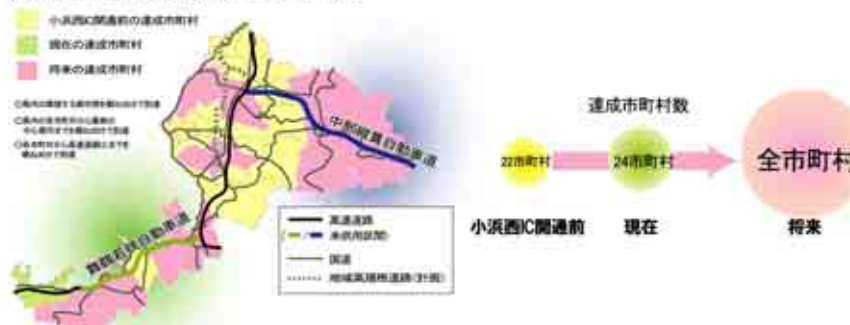 小浜西IC開通前の達成市町村
現在の達成市町村
将来の達成市町村
中部縦貫自動車道
舞鶴若狭自動車道
高速道路
未供用区間)
国道
地域高規格道路(計画)
達成市町村数
22市町村
24市町村
全市町村
小浜西IC開通前
現在
将来